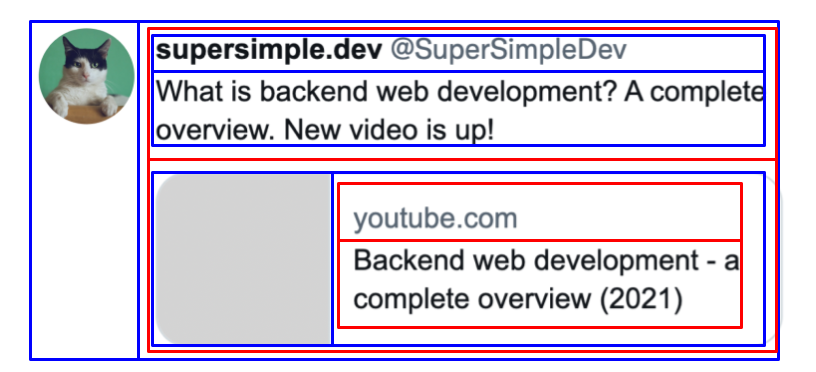 supersimple.dev @SuperSimpleDev
What is backend web development? A complete
overview. New video is up!
youtube.com
Backend web development - a
complete overview (2021)